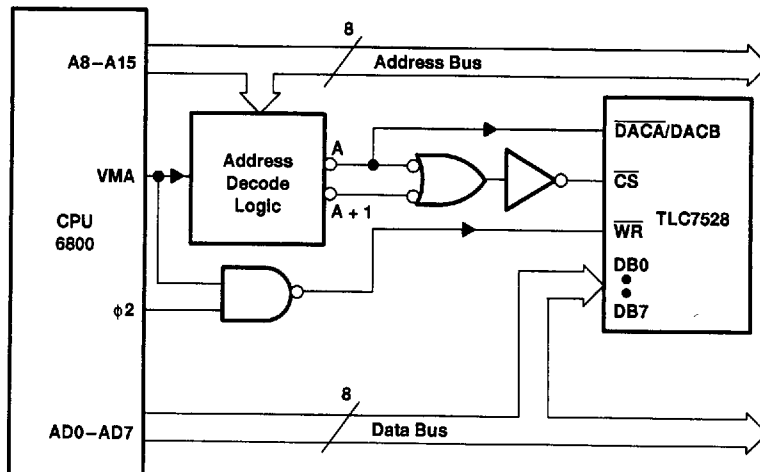 8
A8–A15
Address Bus
A
Address
Decode
Logic
A + 1
VMA
CPU
6800
ϕ2
DACA/DACB
CS
TLC7528
WR
DB0
DB7
8
AD0–AD7
Data Bus